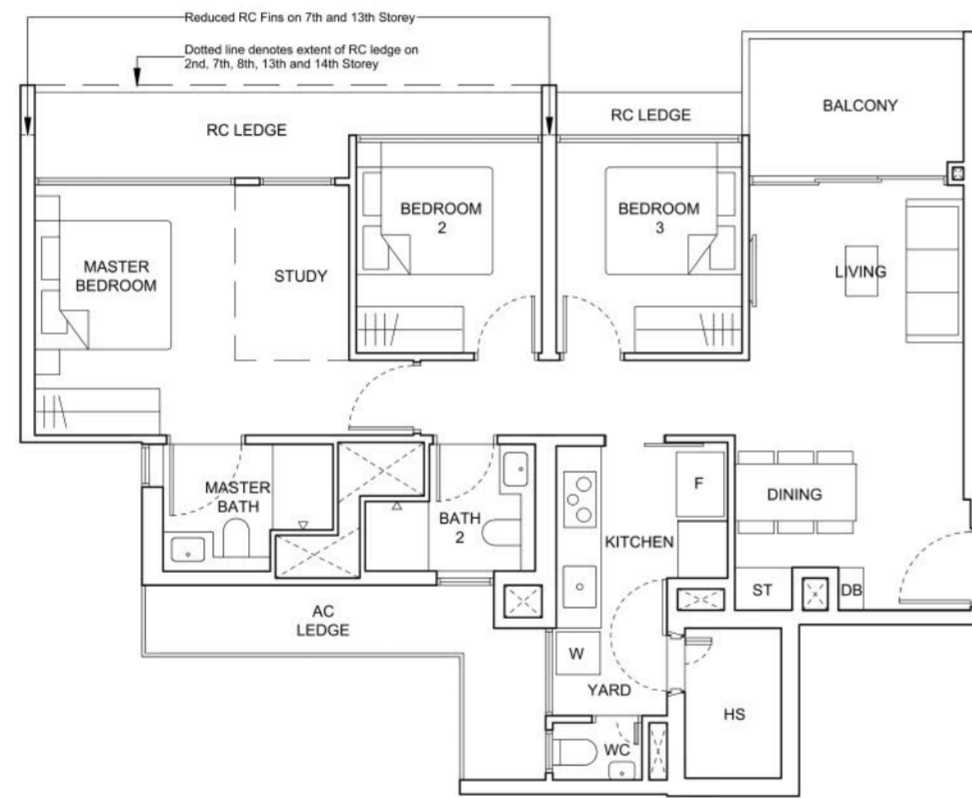 Reduced RC Fins on 7th and 13th Storey
Dotted line denotes extent of RC ledge on
2nd, 7th, 8th, 13th and 14th Storey
RC LEDGE
RC LEDGE
BALCONY
BEDROOM
2
BEDROOM
3
MASTER
BEDROOM
STUDY
LIVING
MASTER
BATH
BATH
2
F
KITCHEN
DINING
ST
DB
AC
LEDGE
W
YARD
HS
WC